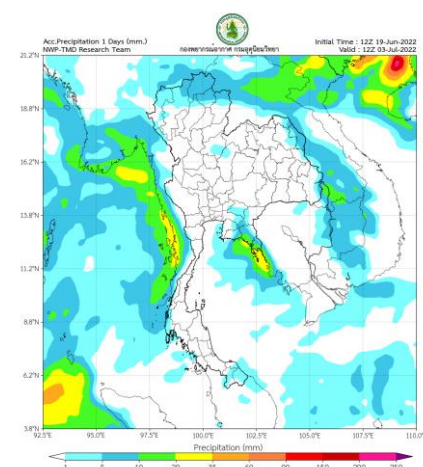 Acc.Precipitation 1 Days (mm.)
NWP-TMD Research Team
กองพยากรณ์อากาศ กรมอุตุนิยมวิทยา
Initial Time : 12Z 19-Jun-2022
Valid : 12Z 03-Jul-2022
21.2°N
18.8°N
16.2°N
13.8°N
11.2°N
8.8°N
6.2°N
3.8°N
92.5°E 95.0°E 97.5°E 100.0°E 102.5°E 105.0°E 107.5°E 110.0°E
Precipitation (mm)
1 5 10 20 35 60 90 150 200 250